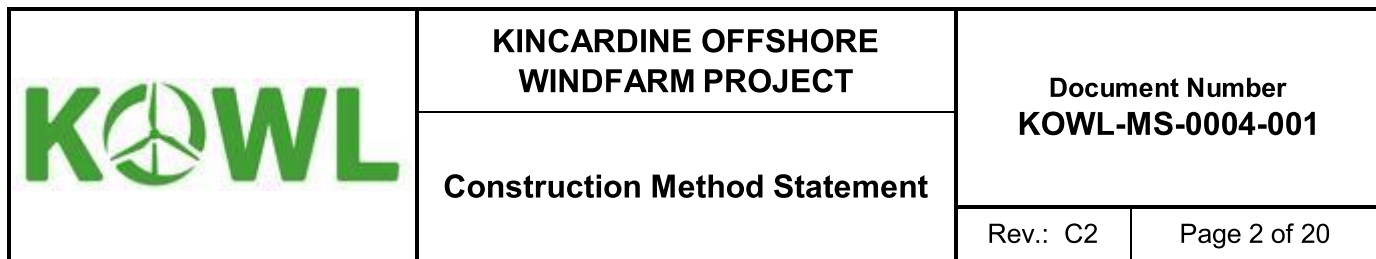 KOWL
KINCARDINE OFFSHORE
WINDFARM PROJECT
Construction Method Statement
Document Number
KOWL-MS-0004-001
Rev.: C2
Page 2 of 20